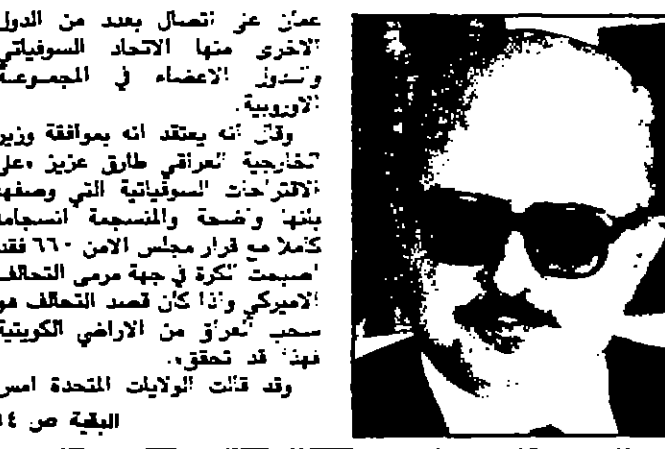 عمان على اتصال بعدد من الدول
الاخرى منها الاتحاد السوفياتي
والدول الاعضاء في المجموعة
الاوروبية.
وقال انه يعتقد انه بموافقة وزير
الخارجية العراقي طارق عزيز «على
الاقتراحات السوفياتية التي وصفها
بانها واضحة والمنسجمة انسجاما
كاملا مع قرار مجلس الامن ٦٦٠ فقد
اصبحت الكرة في جهة مرمى التحالف
الاميركي واذا كان قصد التحالف هو
سحب العراق من الاراضي الكويتية
فهذا قد تحقق».
وقد قالت الولايات المتحدة امس
البقية ص ١٤